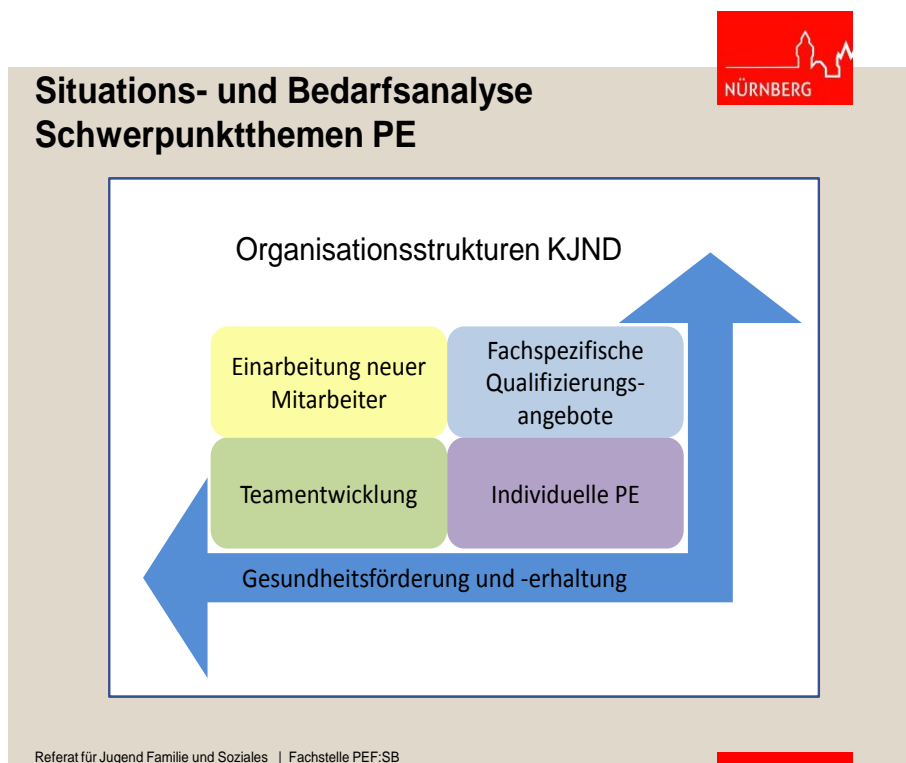 NÜRNBERG
Situations- und Bedarfsanalyse
Schwerpunktthemen PE
Organisationsstrukturen KJND
Einarbeitung neuer
Mitarbeiter
Fachspezifische
Qualifizierungs-
angebote
Teamentwicklung
Individuelle PE
Gesundheitsförderung und -erhaltung
Referat für Jugend Familie und Soziales | Fachstelle PEF:SB